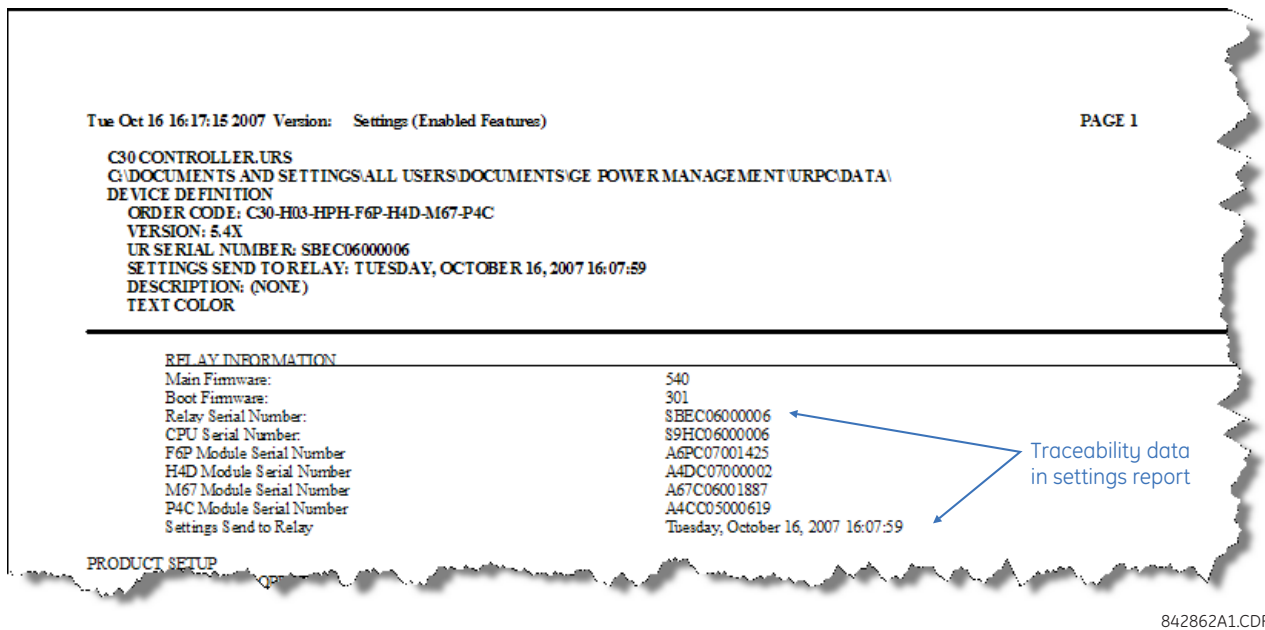 Tue Oct 16 16:17:15 2007 Version: Settings (Enabled Features) PAGE 1
C30 CONTROLLER.URS
C:\DOCUMENTS AND SETTINGS\ALL USERS\DOCUMENTS\GE POWER MANAGEMENT\URPC\DATA\
DEVICE DEFINITION
ORDER CODE: C30-H03-HPH-F6P-H4D-M67-P4C
VERSION: 5.4X
UR SERIAL NUMBER: SBEC06000006
SETTINGS SEND TO RELAY: TUESDAY, OCTOBER 16, 2007 16:07:59
DESCRIPTION: (NONE)
TEXT COLOR
RELAY INFORMATION
Main Firmware: 540
Boot Firmware: 301
Relay Serial Number: SBEC06000006
CPU Serial Number: S9HC06000006
F6P Module Serial Number A6PC07001425
H4D Module Serial Number A4DC07000002
M67 Module Serial Number A67C06001887
P4C Module Serial Number A4CC05000619
Settings Send to Relay Tuesday, October 16, 2007 16:07:59
Traceability data
in settings report
PRODUCT SETUP
842862A1.CDR